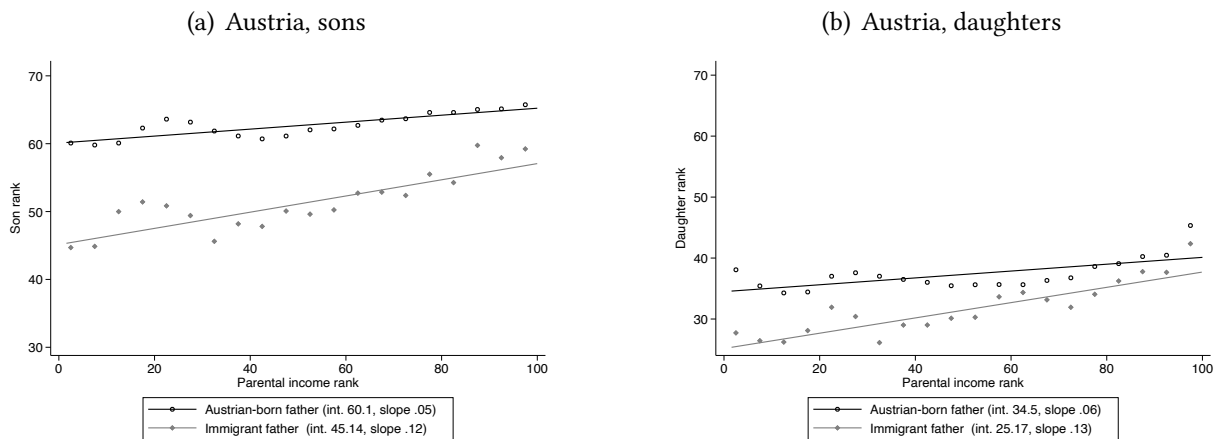 (a) Austria, sons
70
60
50
40
30
Son rank
0 20 40 60 80 100
Parental income rank
Austrian-born father (int. 60.1, slope .05)
Immigrant father (int. 45.14, slope .12)
(b) Austria, daughters
70
60
50
40
30
Daughter rank
0 20 40 60 80 100
Parental income rank
Austrian-born father (int. 34.5, slope .06)
Immigrant father (int. 25.17, slope .13)